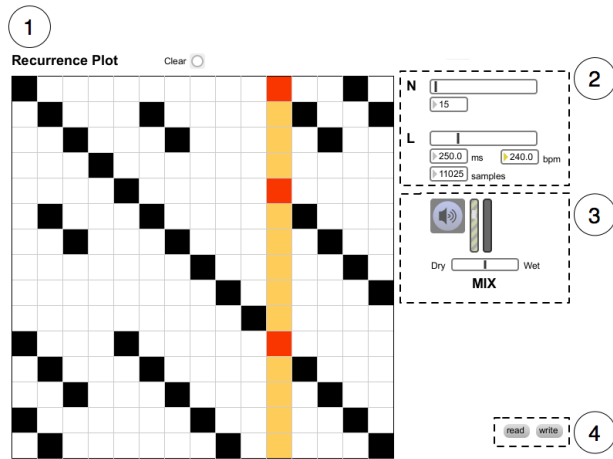 1
Recurrence Plot Clear
2
N
15
L
250.0 ms 240.0 bpm
11025 samples
3
Dry Wet
MIX
read write
4